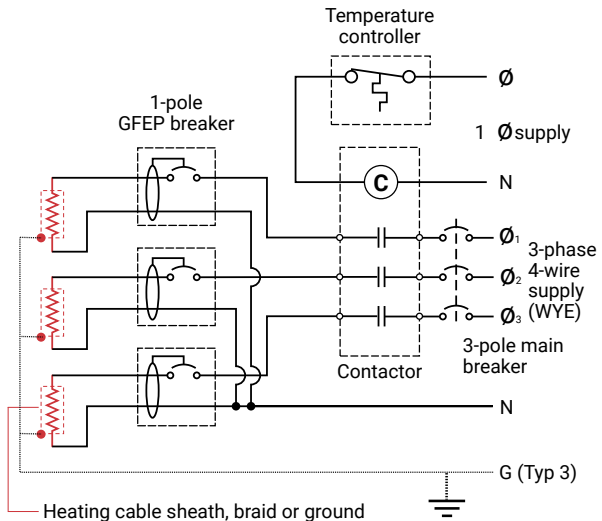 Temperature
controller
Ø
1-pole
GFEP breaker
1 Ø supply
C
N
Ø1
Ø2
Ø3
3-phase
4-wire
supply
(WYE)
3-pole main
breaker
Contactor
N
G (Typ 3)
Heating cable sheath, braid or ground